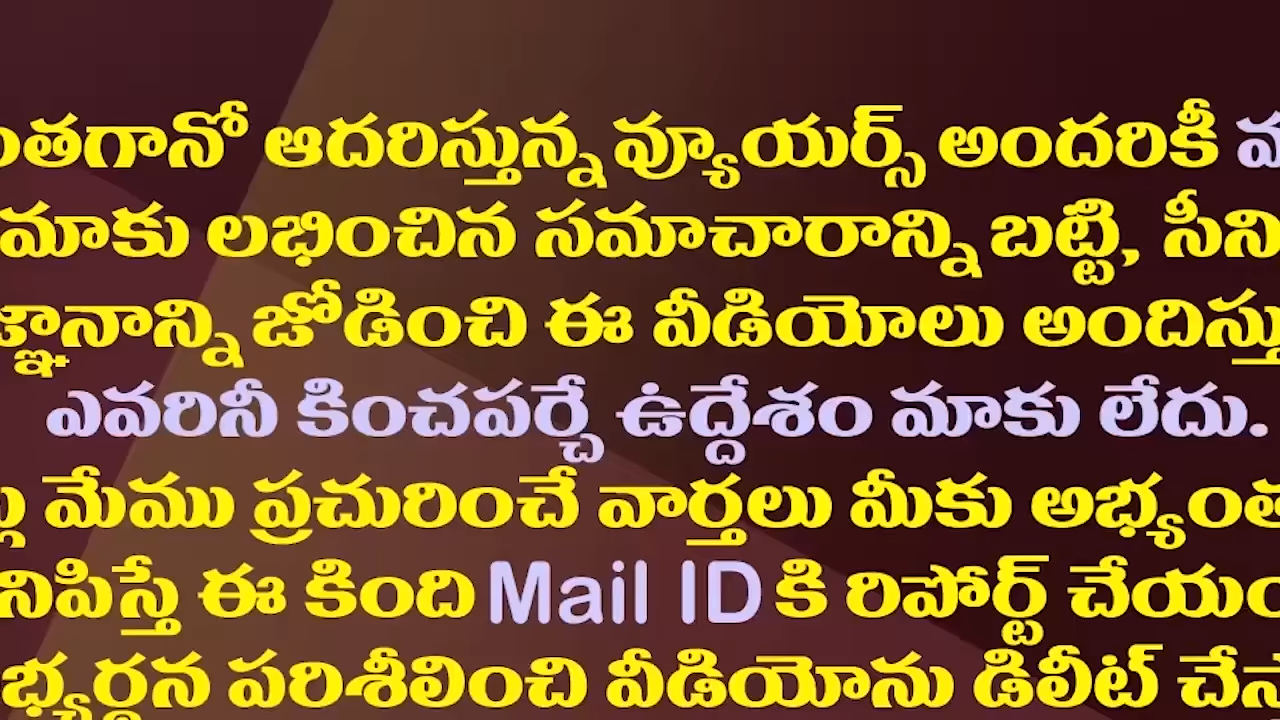 ంతగానో ఆదరిస్తున్న వ్యూయర్స్ అందరికీ
మాకు లభించిన సమాచారాన్ని బట్టి, సీని
జ్ఞానాన్ని జోడించి ఈ వీడియోలు అందిస్తు
ఎవరినీ కించపర్చే ఉద్దేశం మాకు లేదు.
మేము ప్రచురించే వార్తలు మీకు అభ్యంత
నిపిస్తే ఈ కింది Mail ID కి రిపోర్ట్ చేయం
భ్యర్థన పరిశీలించి వీడియోను డిలీట్ చేస